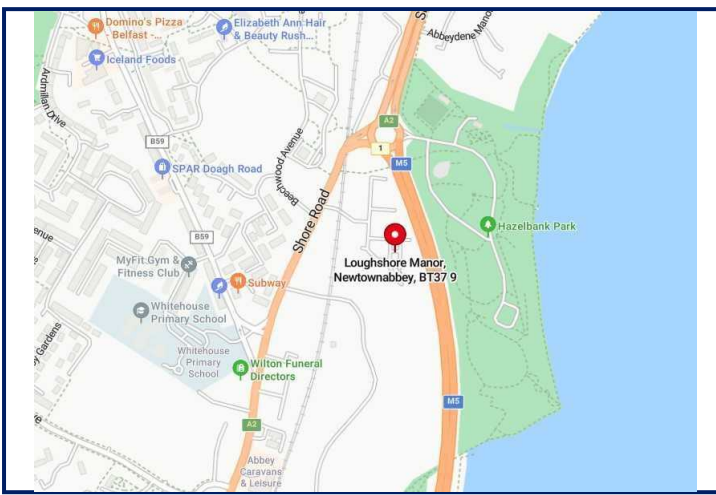 Domino's Pizza
- Belfast -...
Elizabeth Ann Hair
& Beauty Rush...
Abbeydene Manor
Iceland Foods
Ardmillan Drive
A2
B59
1
M5
SPAR Doagh Road
Beechwood Avenue
Shore Road
Hazelbank Park
B59
MyFit Gym &
Fitness Club
Loughshore Manor,
Newtownabbey, BT37 9
Subway
Whitehouse
Primary School
Whitehouse
Primary
School
Wilton Funeral
Directors
Gardens
M5
A2
Abbey
Caravans
& Leisure